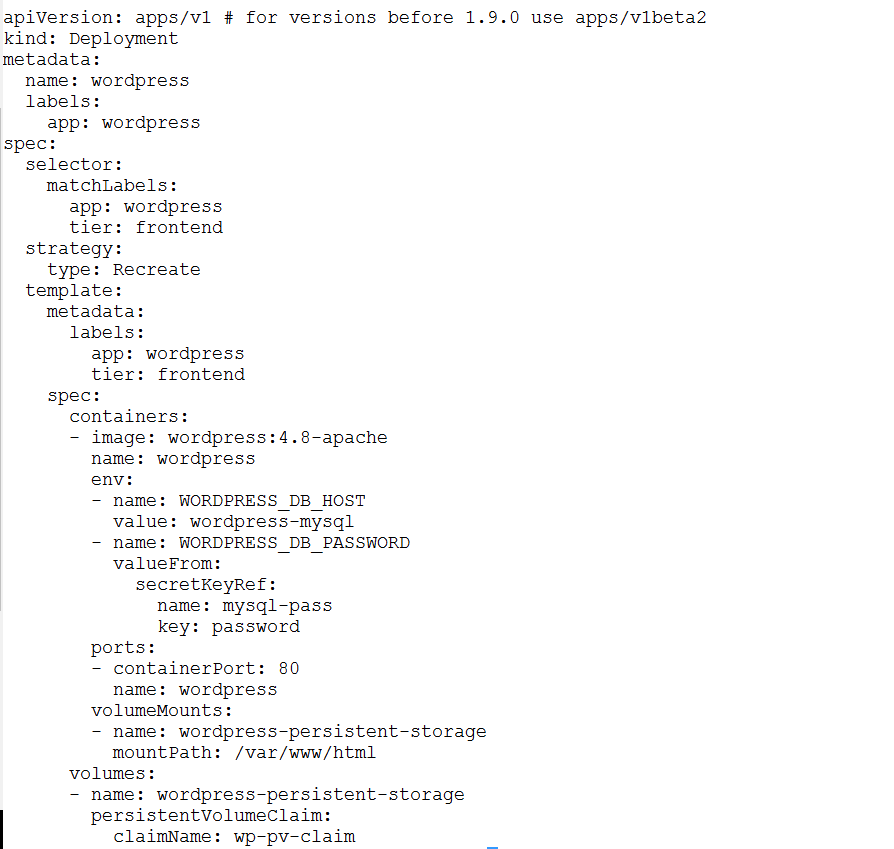 apiVersion: apps/v1 # for versions before 1.9.0 use apps/v1beta2
kind: Deployment
metadata:
  name: wordpress
  labels:
    app: wordpress
spec:
  selector:
    matchLabels:
      app: wordpress
      tier: frontend
  strategy:
    type: Recreate
  template:
    metadata:
      labels:
        app: wordpress
        tier: frontend
    spec:
      containers:
      - image: wordpress:4.8-apache
        name: wordpress
        env:
        - name: WORDPRESS_DB_HOST
          value: wordpress-mysql
        - name: WORDPRESS_DB_PASSWORD
          valueFrom:
            secretKeyRef:
              name: mysql-pass
              key: password
        ports:
        - containerPort: 80
          name: wordpress
        volumeMounts:
        - name: wordpress-persistent-storage
          mountPath: /var/www/html
      volumes:
      - name: wordpress-persistent-storage
        persistentVolumeClaim:
          claimName: wp-pv-claim